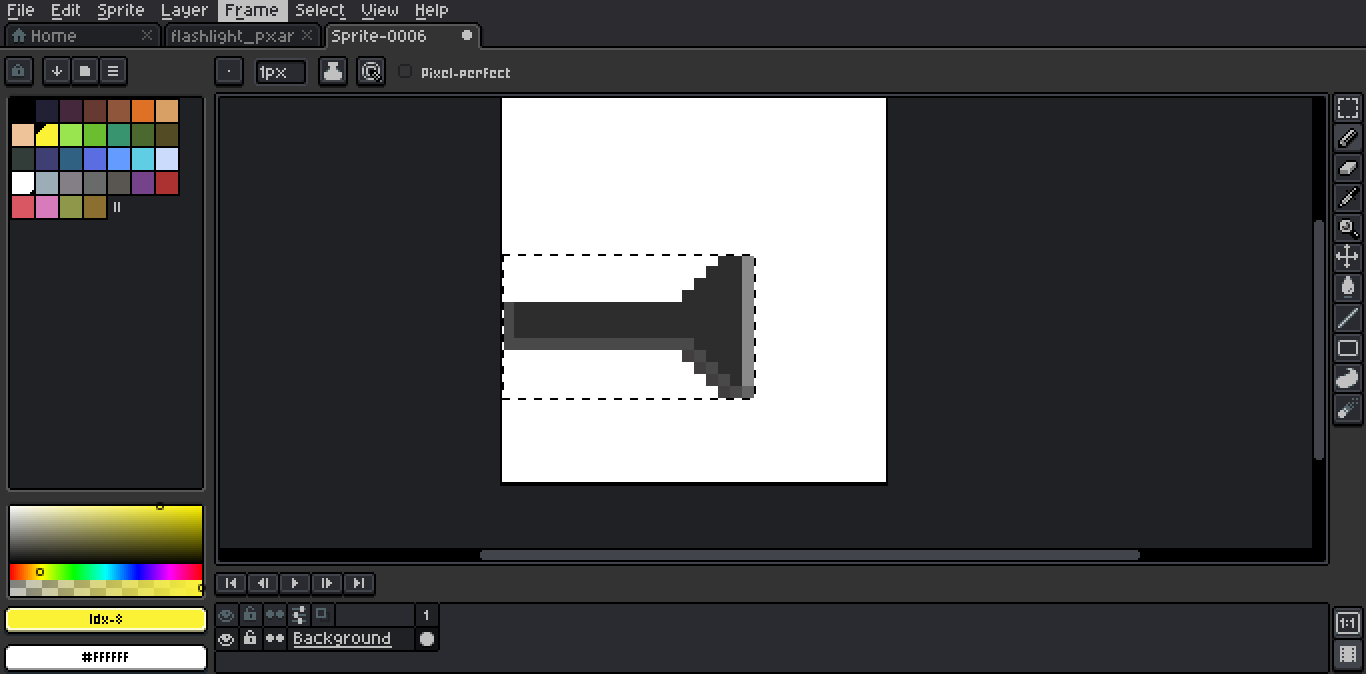 File Edit Sprite Layer Frame Select View Help
Home flashlight_pxar Sprite-0006
1px Pixel-perfect
Idx-8
#FFFFFF
1
Background
1:1